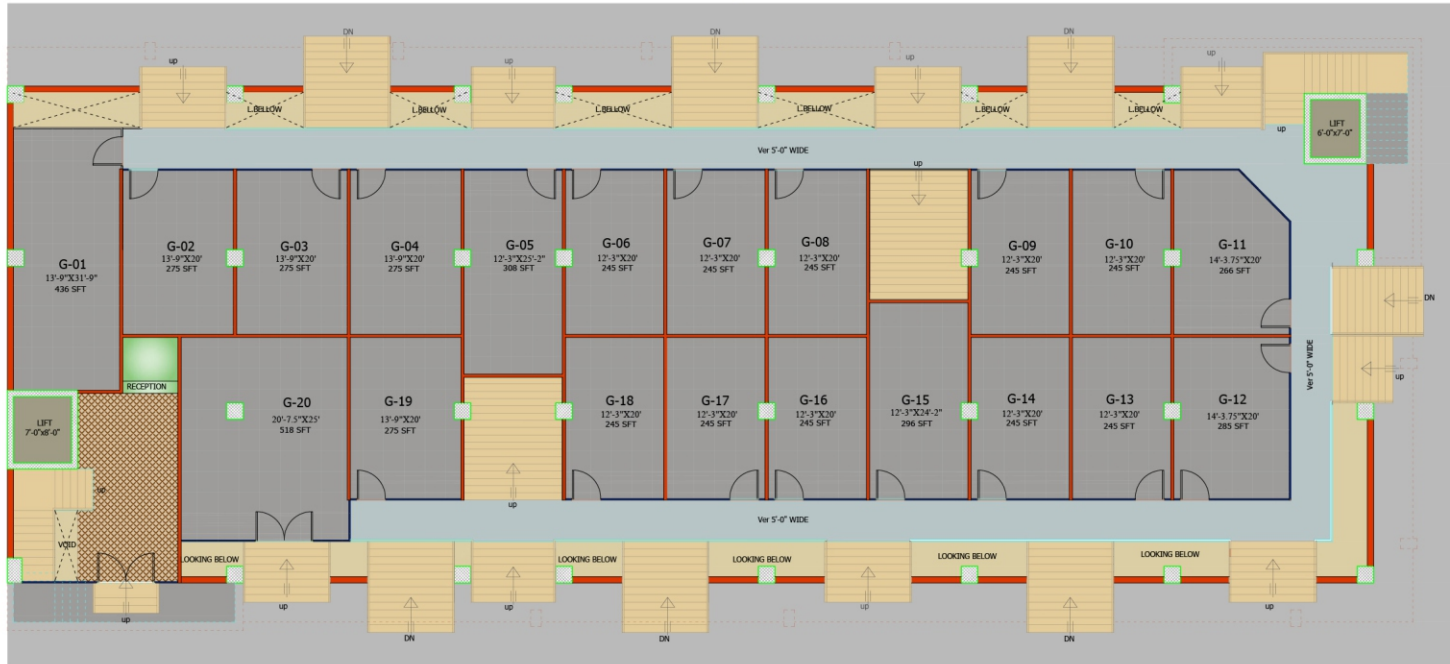 DN
DN
DN
up
up
up
up
L.BELLOW
L.BELLOW
L.BELLOW
L.BELLOW
L.BELLOW
L.BELLOW
up
LIFT
6'-0"x7'-0"
Ver 5'-0" WIDE
up
G-01
13'-9"X31'-9"
436 SFT
G-02
13'-9"X20'
275 SFT
G-03
13'-9"X20'
275 SFT
G-04
13'-9"X20'
275 SFT
G-05
12'-3"X25'-2"
308 SFT
G-06
12'-3"X20'
245 SFT
G-07
12'-3"X20'
245 SFT
G-08
12'-3"X20'
245 SFT
G-09
12'-3"X20'
245 SFT
G-10
12'-3"X20'
245 SFT
G-11
14'-3.75"X20'
266 SFT
DN
Ver 5'-0" WIDE
up
RECEPTION
LIFT
7'-0"x8'-0"
G-20
20'-7.5"X25'
518 SFT
G-19
13'-9"X20'
275 SFT
G-18
12'-3"X20'
245 SFT
G-17
12'-3"X20'
245 SFT
G-16
12'-3"X20'
245 SFT
G-15
12'-3"X24'-2"
296 SFT
G-14
12'-3"X20'
245 SFT
G-13
12'-3"X20'
245 SFT
G-12
14'-3.75"X20'
285 SFT
up
up
VOID
Ver 5'-0" WIDE
LOOKING BELOW
LOOKING BELOW
LOOKING BELOW
LOOKING BELOW
LOOKING BELOW
up
up
up
up
up
DN
DN
DN